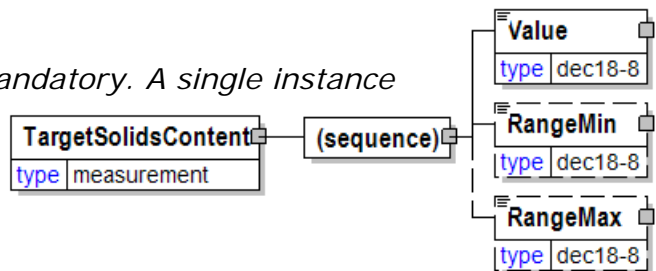 Value
type dec18-8
andatory. A single instance
RangeMin
TargetSolidsContent
(sequence)
type dec18-8
type measurement
RangeMax
type dec18-8